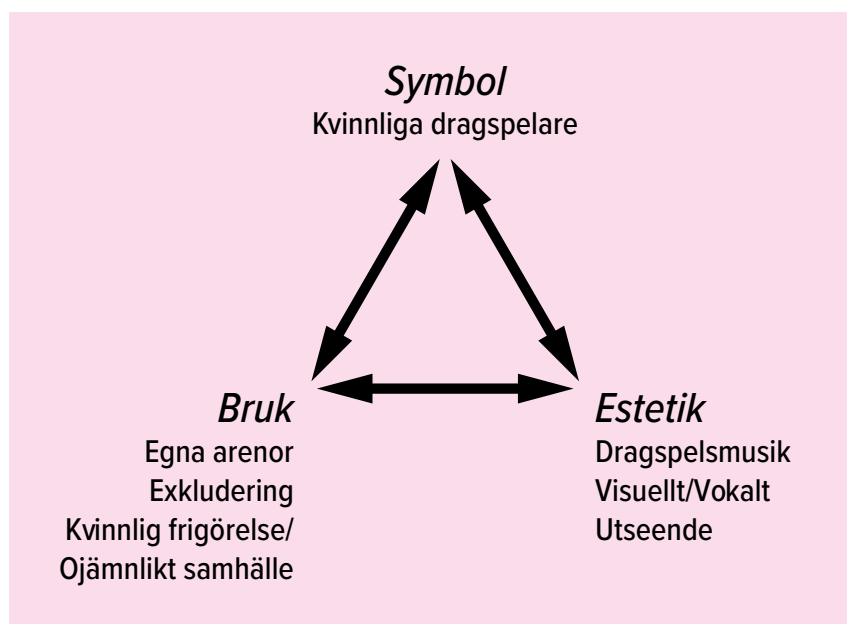 Symbol
Kvinnliga dragspelare
Bruk
Egna arenor
Exkludering
Kvinnlig frigörelse/
Ojämnlikt samhälle
Estetik
Dragspelsmusik
Visuellt/Vokalt
Utseende